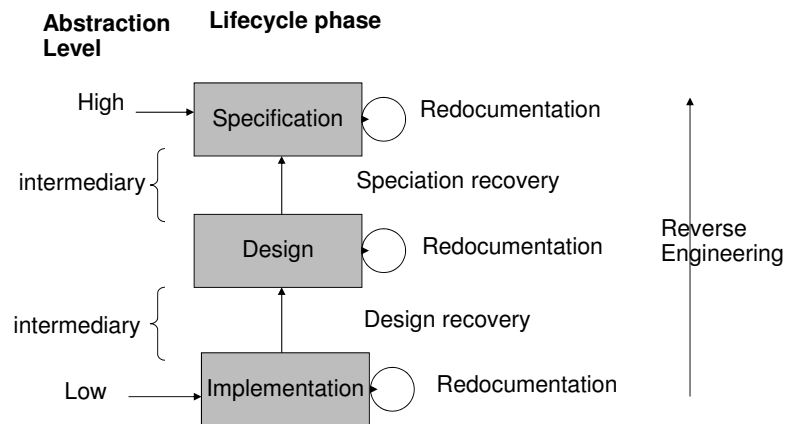 Abstraction
Level
Lifecycle phase
High
Specification
Redocumentation
intermediary
Speciation recovery
Design
Redocumentation
Reverse
Engineering
intermediary
Design recovery
Low
Implementation
Redocumentation